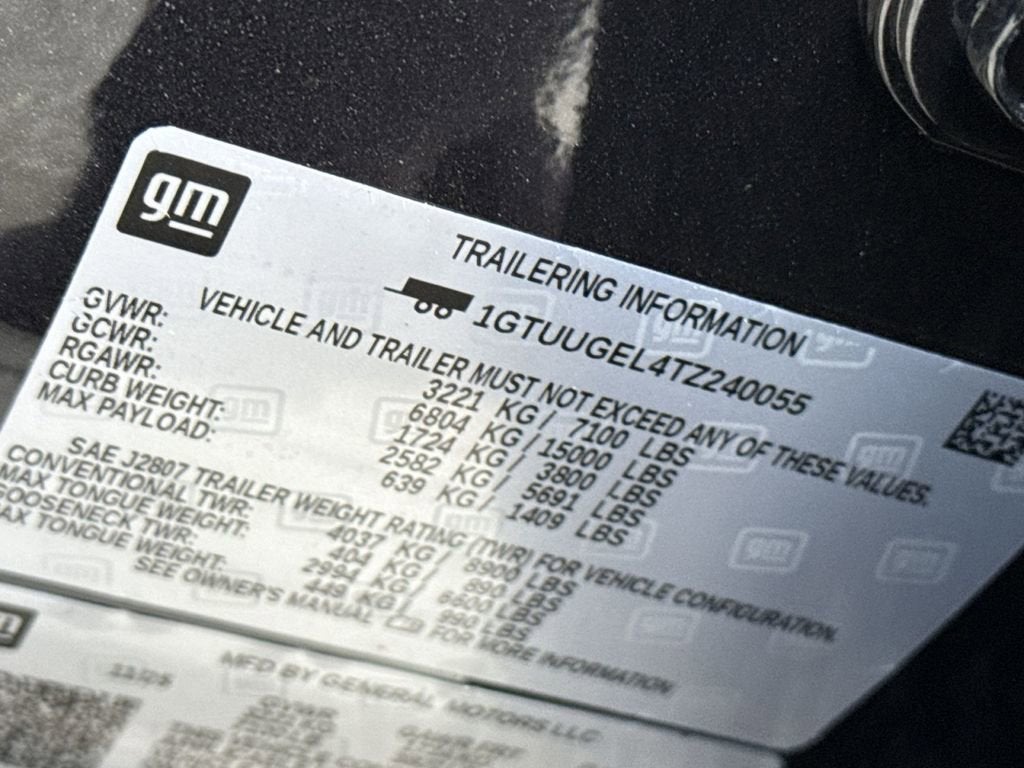 gm
TRAILERING INFORMATION
1GTUUGEL4TZ240055
VEHICLE AND TRAILER MUST NOT EXCEED ANY OF THESE VALUES.
GVWR: 3221 KG / 7100 LBS
GCWR: 6804 KG / 15000 LBS
RGAWR: 1724 KG / 3800 LBS
CURB WEIGHT: 2582 KG / 5691 LBS
MAX PAYLOAD: 639 KG / 1409 LBS
SAE J2807 TRAILER WEIGHT RATING (TWR) FOR VEHICLE CONFIGURATION.
CONVENTIONAL TWR: 4037 KG / 8900 LBS
MAX TONGUE WEIGHT: 404 KG / 890 LBS
GOOSENECK TWR: 2994 KG / 6600 LBS
MAX TONGUE WEIGHT: 449 KG / 990 LBS
SEE OWNER'S MANUAL FOR MORE INFORMATION
MFD BY GENERAL MOTORS LLC
11/25
GVWR